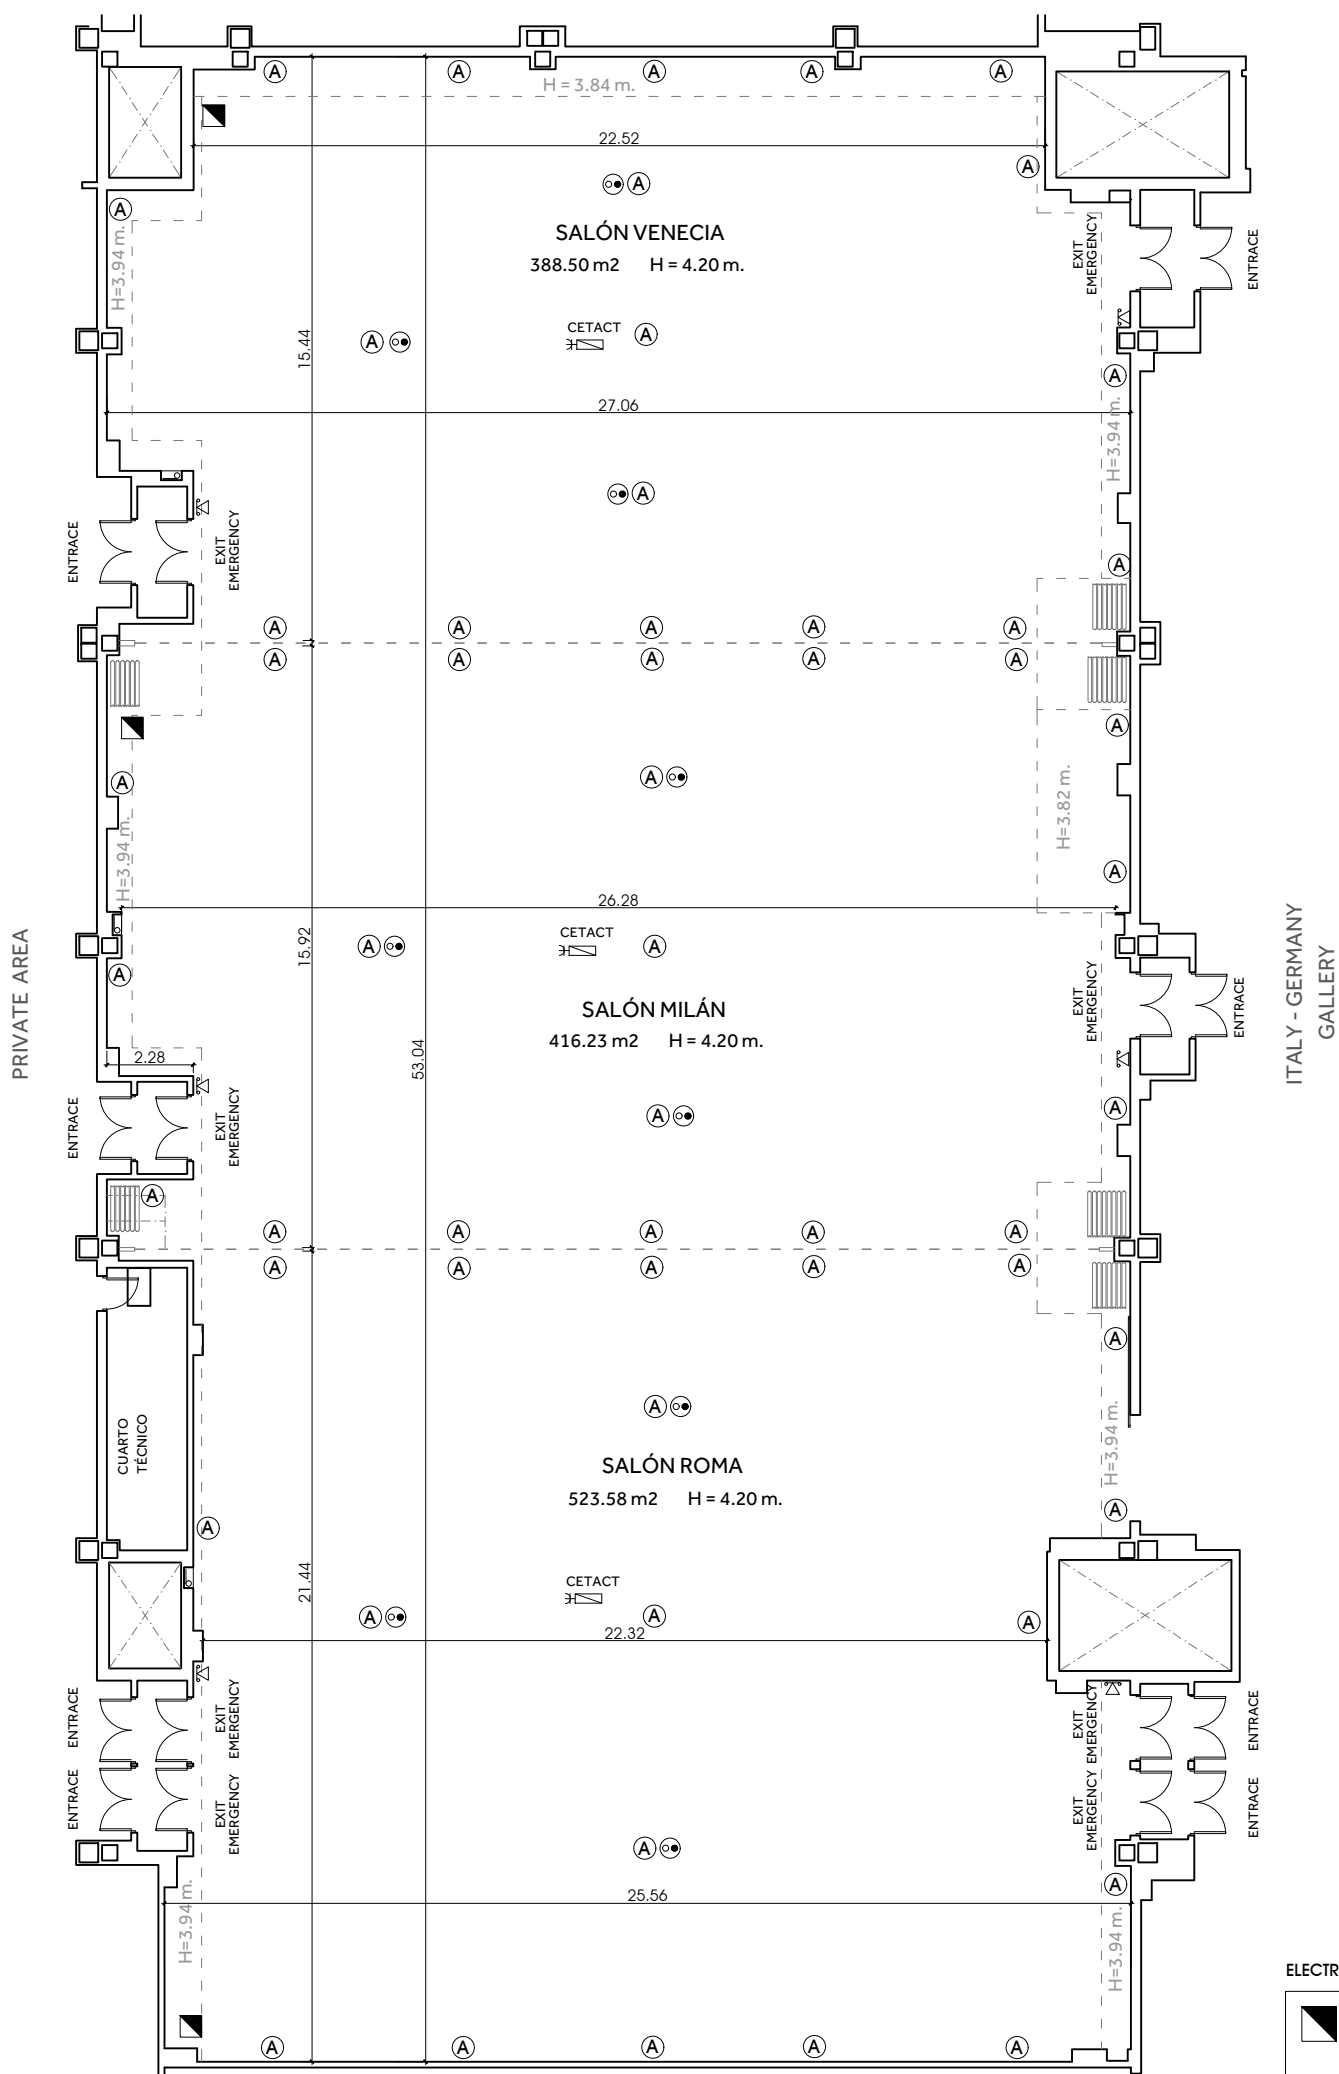 A A A A A
H = 3.84 m.
22.52
A
A
A
SALÓN VENECIA
388.50 m2 H = 4.20 m.
H=3.94 m.
EXIT
EMERGENCY
ENTRACE
15.44
A
CETACT
A
A
27.06
H=3.94 m.
A
ENTRACE
EXIT
EMERGENCY
A
A A A A A
A A A A A
A
A
A
H=3.94 m.
H=3.82 m.
A
26.28
15.92
A
CETACT
A
A
PRIVATE AREA
ITALY - GERMANY
GALLERY
EXIT
EMERGENCY
ENTRACE
SALÓN MILÁN
416.23 m2 H = 4.20 m.
53.04
2.28
ENTRACE
EXIT
EMERGENCY
A
A
A
A A A A A
A A A A A
A
A
CUARTO
TÉCNICO
H=3.94 m.
SALÓN ROMA
523.58 m2 H = 4.20 m.
A
A
21.44
CETACT
A
A
A
22.32
ENTRACE
EXIT
EMERGENCY
EXIT
EMERGENCY
ENTRACE
ENTRACE
EXIT
EMERGENCY
EXIT
EMERGENCY
ENTRACE
A
A
25.56
H=3.94 m.
H=3.94 m.
ELECTR
A A A A A